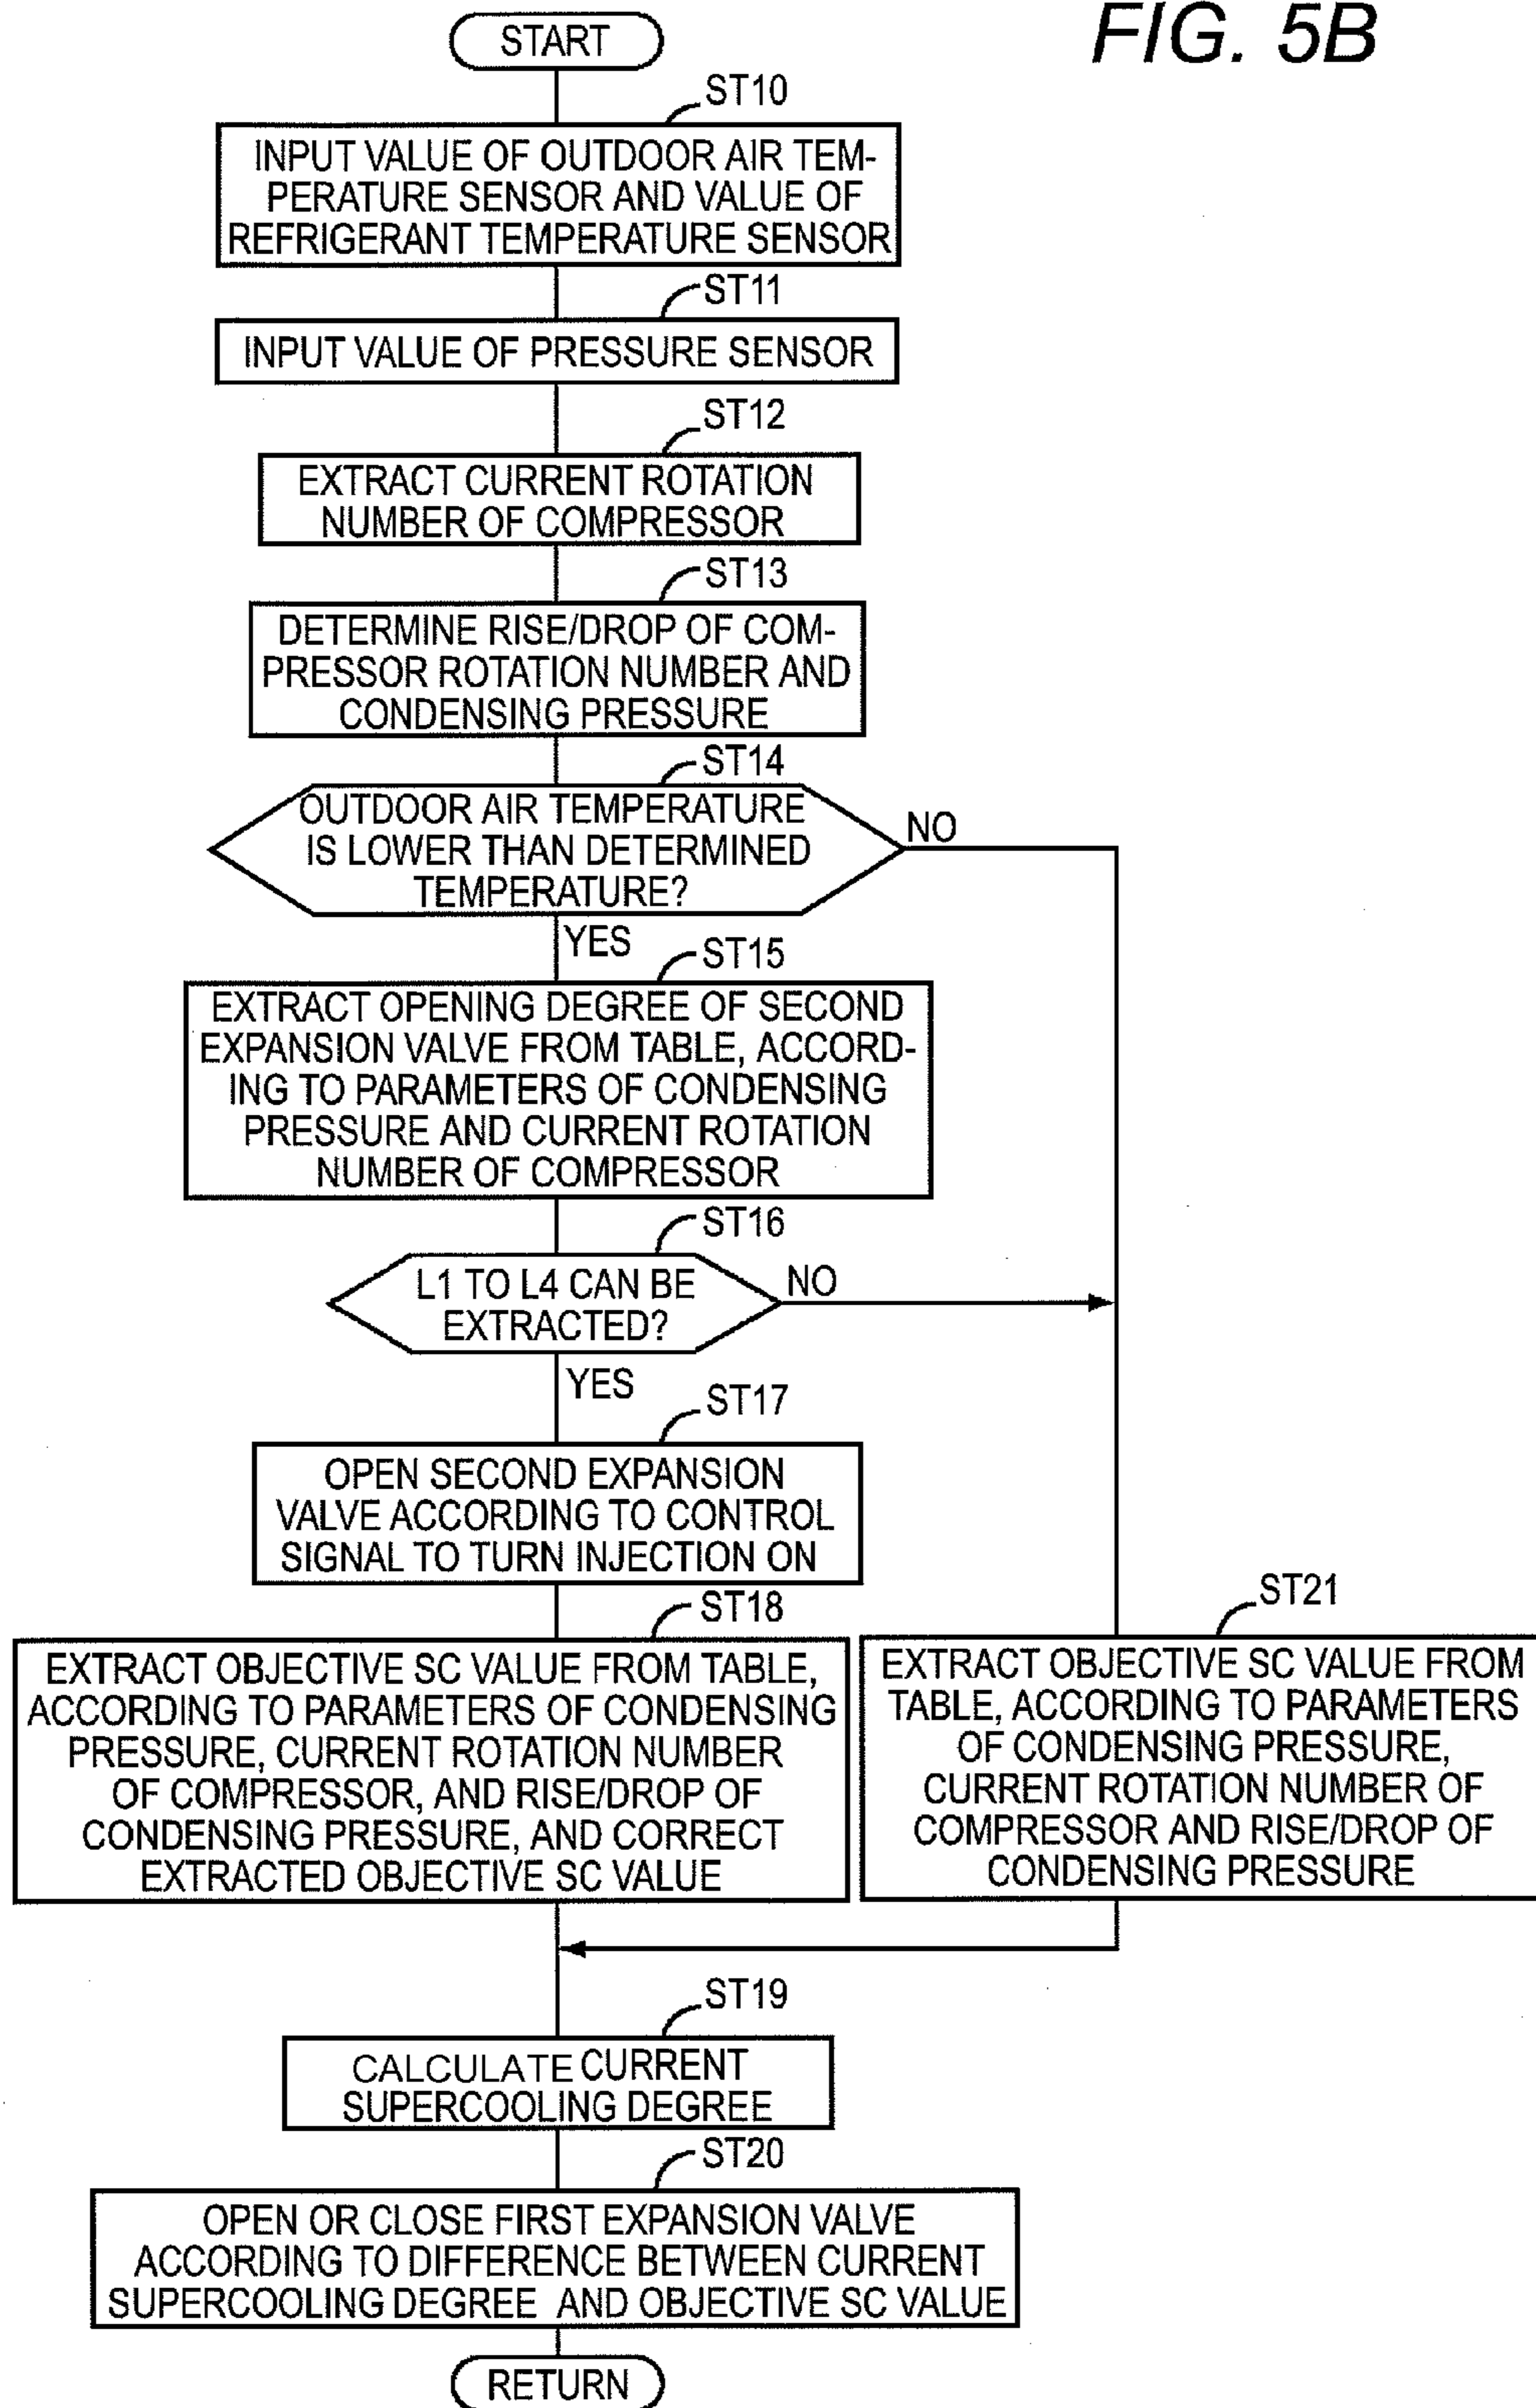 FIG. 5B
START
ST10
INPUT VALUE OF OUTDOOR AIR TEM-
PERATURE SENSOR AND VALUE OF
REFRIGERANT TEMPERATURE SENSOR
ST11
INPUT VALUE OF PRESSURE SENSOR
ST12
EXTRACT CURRENT ROTATION
NUMBER OF COMPRESSOR
ST13
DETERMINE RISE/DROP OF COM-
PRESSOR ROTATION NUMBER AND
CONDENSING PRESSURE
ST14
OUTDOOR AIR TEMPERATURE
IS LOWER THAN DETERMINED
TEMPERATURE?
NO
YES
ST15
EXTRACT OPENING DEGREE OF SECOND
EXPANSION VALVE FROM TABLE, ACCORD-
ING TO PARAMETERS OF CONDENSING
PRESSURE AND CURRENT ROTATION
NUMBER OF COMPRESSOR
ST16
L1 TO L4 CAN BE
EXTRACTED?
NO
YES
ST17
OPEN SECOND EXPANSION
VALVE ACCORDING TO CONTROL
SIGNAL TO TURN INJECTION ON
ST18
EXTRACT OBJECTIVE SC VALUE FROM TABLE,
ACCORDING TO PARAMETERS OF CONDENSING
PRESSURE, CURRENT ROTATION NUMBER
OF COMPRESSOR, AND RISE/DROP OF
CONDENSING PRESSURE, AND CORRECT
EXTRACTED OBJECTIVE SC VALUE
ST21
EXTRACT OBJECTIVE SC VALUE FROM
TABLE, ACCORDING TO PARAMETERS
OF CONDENSING PRESSURE,
CURRENT ROTATION NUMBER OF
COMPRESSOR AND RISE/DROP OF
CONDENSING PRESSURE
ST19
CALCULATE CURRENT
SUPERCOOLING DEGREE
ST20
OPEN OR CLOSE FIRST EXPANSION VALVE
ACCORDING TO DIFFERENCE BETWEEN CURRENT
SUPERCOOLING DEGREE AND OBJECTIVE SC VALUE
RETURN